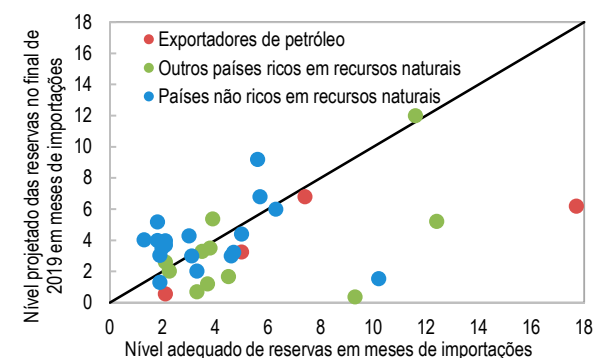 Nível projetado das reservas no final de
2019 em meses de importações
18
16
14
12
10
8
6
4
2
0
Exportadores de petróleo
Outros países ricos em recursos naturais
Países não ricos em recursos naturais
0 2 4 6 8 10 12 14 16 18
Nível adequado de reservas em meses de importações